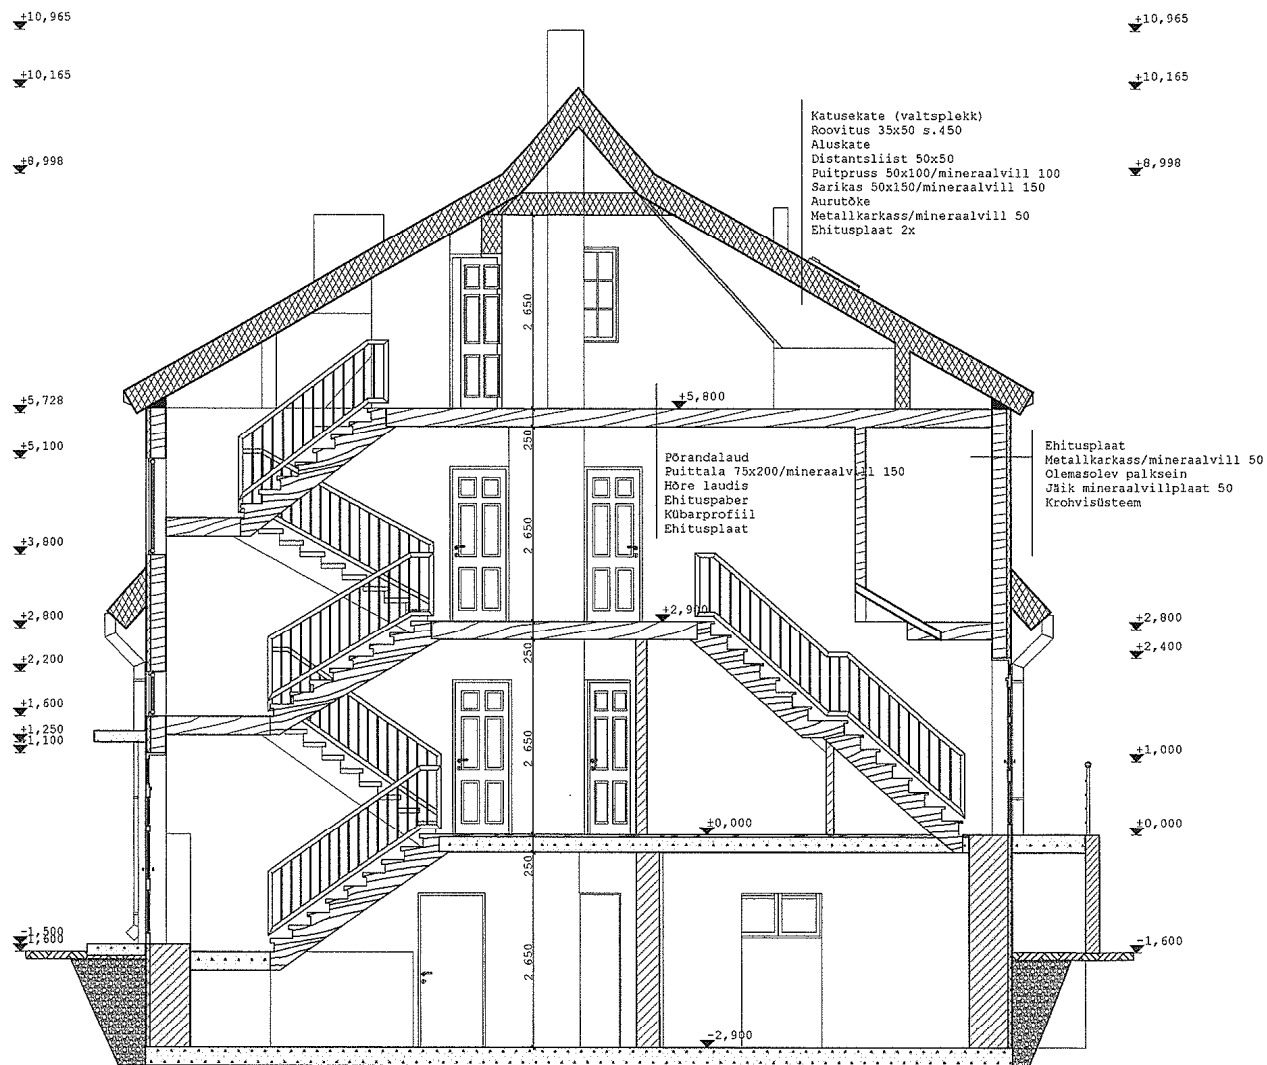 +10,965
+10,165
+8,998
+5,728
+5,100
+3,800
+2,800
+2,200
+1,600
+1,250
+1,100
-1,500
-1,600
+10,965
+10,165
+8,998
+2,800
+2,400
+1,000
±0,000
-1,600
Katusekate (valtsplekk)
Roovitus 35x50 s.450
Aluskate
Distantsliist 50x50
Puitpruss 50x100/mineraalvill 100
Sarikas 50x150/mineraalvill 150
Aurutõke
Metallkarkass/mineraalvill 50
Ehitusplaat 2x
2 650
+5,800
250
Põrandalaud
Puittala 75x200/mineraalvill 150
Hõre laudis
Ehituspaber
Kübarprofiil
Ehitusplaat
Ehitusplaat
Metallkarkass/mineraalvill 50
Olemasolev palksein
Jäik mineraalvillplaat 50
Krohvisüsteem
2 650
+2,900
250
2 650
±0,000
250
2 650
-2,900